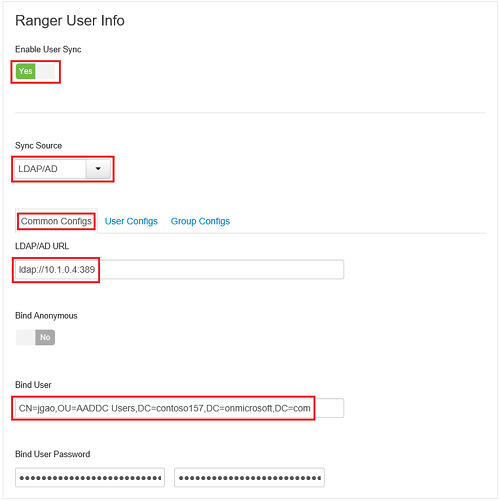 Ranger User Info
Enable User Sync
Yes
Sync Source
LDAP/AD
Common Configs User Configs Group Configs
LDAP/AD URL
ldap://10.1.0.4:389
Bind Anonymous
No
Bind User
CN=jgao,OU=AADDC Users,DC=contoso157,DC=onmicrosoft,DC=com
Bind User Password